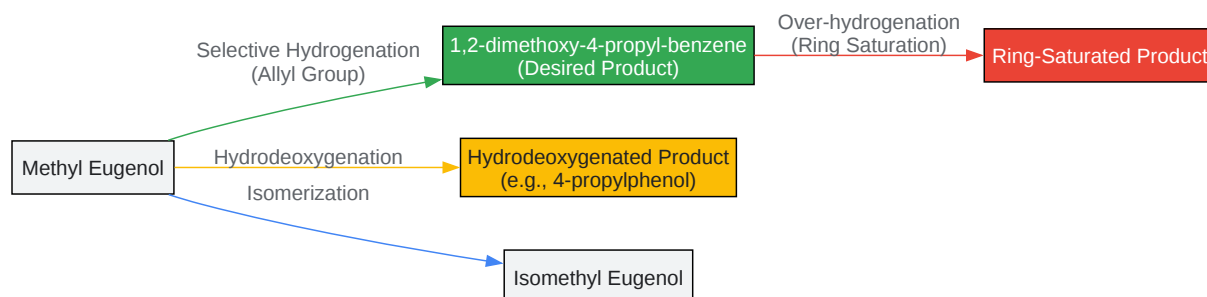 Selective Hydrogenation
(Allyl Group)
1,2-dimethoxy-4-propyl-benzene
(Desired Product)
Over-hydrogenation
(Ring Saturation)
Ring-Saturated Product
Methyl Eugenol
Hydrodeoxygenation
Hydrodeoxygenated Product
(e.g., 4-propylphenol)
Isomerization
Isomethyl Eugenol